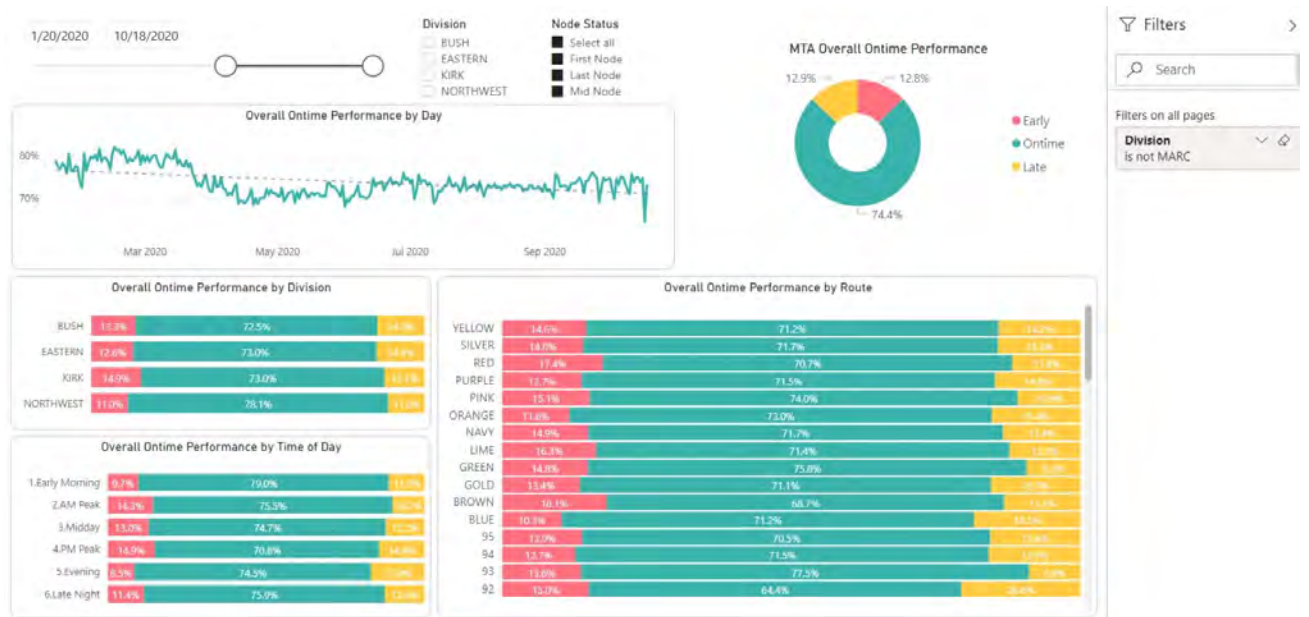 1/20/2020 10/18/2020
Division
BUSH
EASTERN
KIRK
NORTHWEST
Node Status
Select all
First Node
Last Node
Mid Node
MTA Overall Ontime Performance
12.9% 12.8%
74.4%
Early
Ontime
Late
Filters
Search
Filters on all pages
Division
is not MARC
Overall Ontime Performance by Day
80%
70%
Mar 2020 May 2020 Jul 2020 Sep 2020
Overall Ontime Performance by Division
BUSH 72.5%
EASTERN 12.6% 73.0%
KIRK 14.9% 73.0%
NORTHWEST 11.0% 78.1%
Overall Ontime Performance by Time of Day
1.Early Morning 9.7% 79.0%
2.AM Peak 14.3% 75.5%
3.Midday 13.0% 74.7%
4.PM Peak 14.9% 70.8%
5.Evening 8.5% 74.5%
6.Late Night 11.4% 75.9%
Overall Ontime Performance by Route
YELLOW 14.6% 71.2%
SILVER 71.7%
RED 17.4% 70.7%
PURPLE 71.5%
PINK 15.1% 74.0%
ORANGE 11.6% 73.0%
NAVY 14.9% 71.7%
LIME 71.4%
GREEN 14.8% 75.8%
GOLD 13.4% 71.1%
BROWN 18.1% 68.7%
BLUE 71.2%
95 70.5%
94 71.5%
93 77.5%
92 15.0% 64.4%